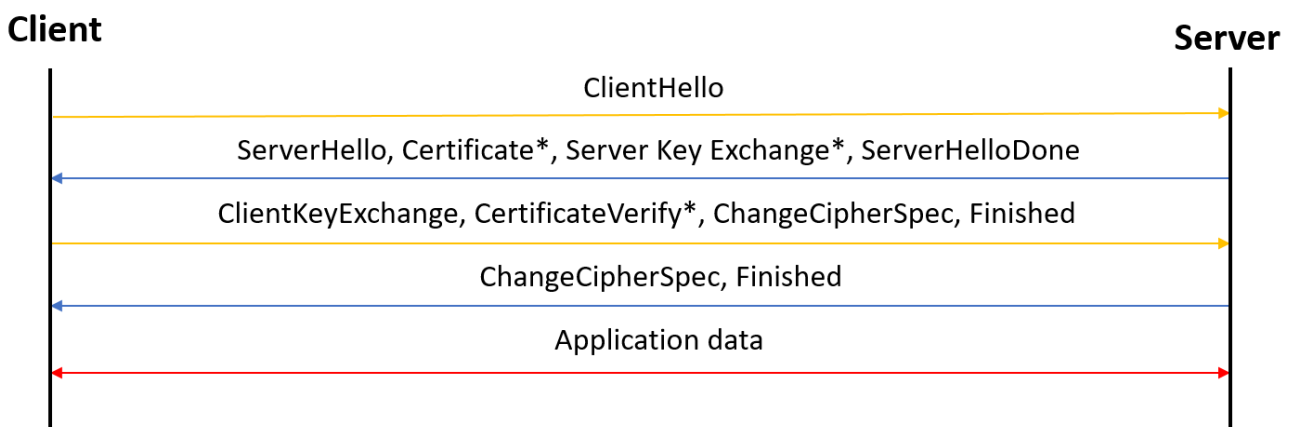 Client
Server
ClientHello
ServerHello, Certificate*, Server Key Exchange*, ServerHelloDone
ClientKeyExchange, CertificateVerify*, ChangeCipherSpec, Finished
ChangeCipherSpec, Finished
Application data